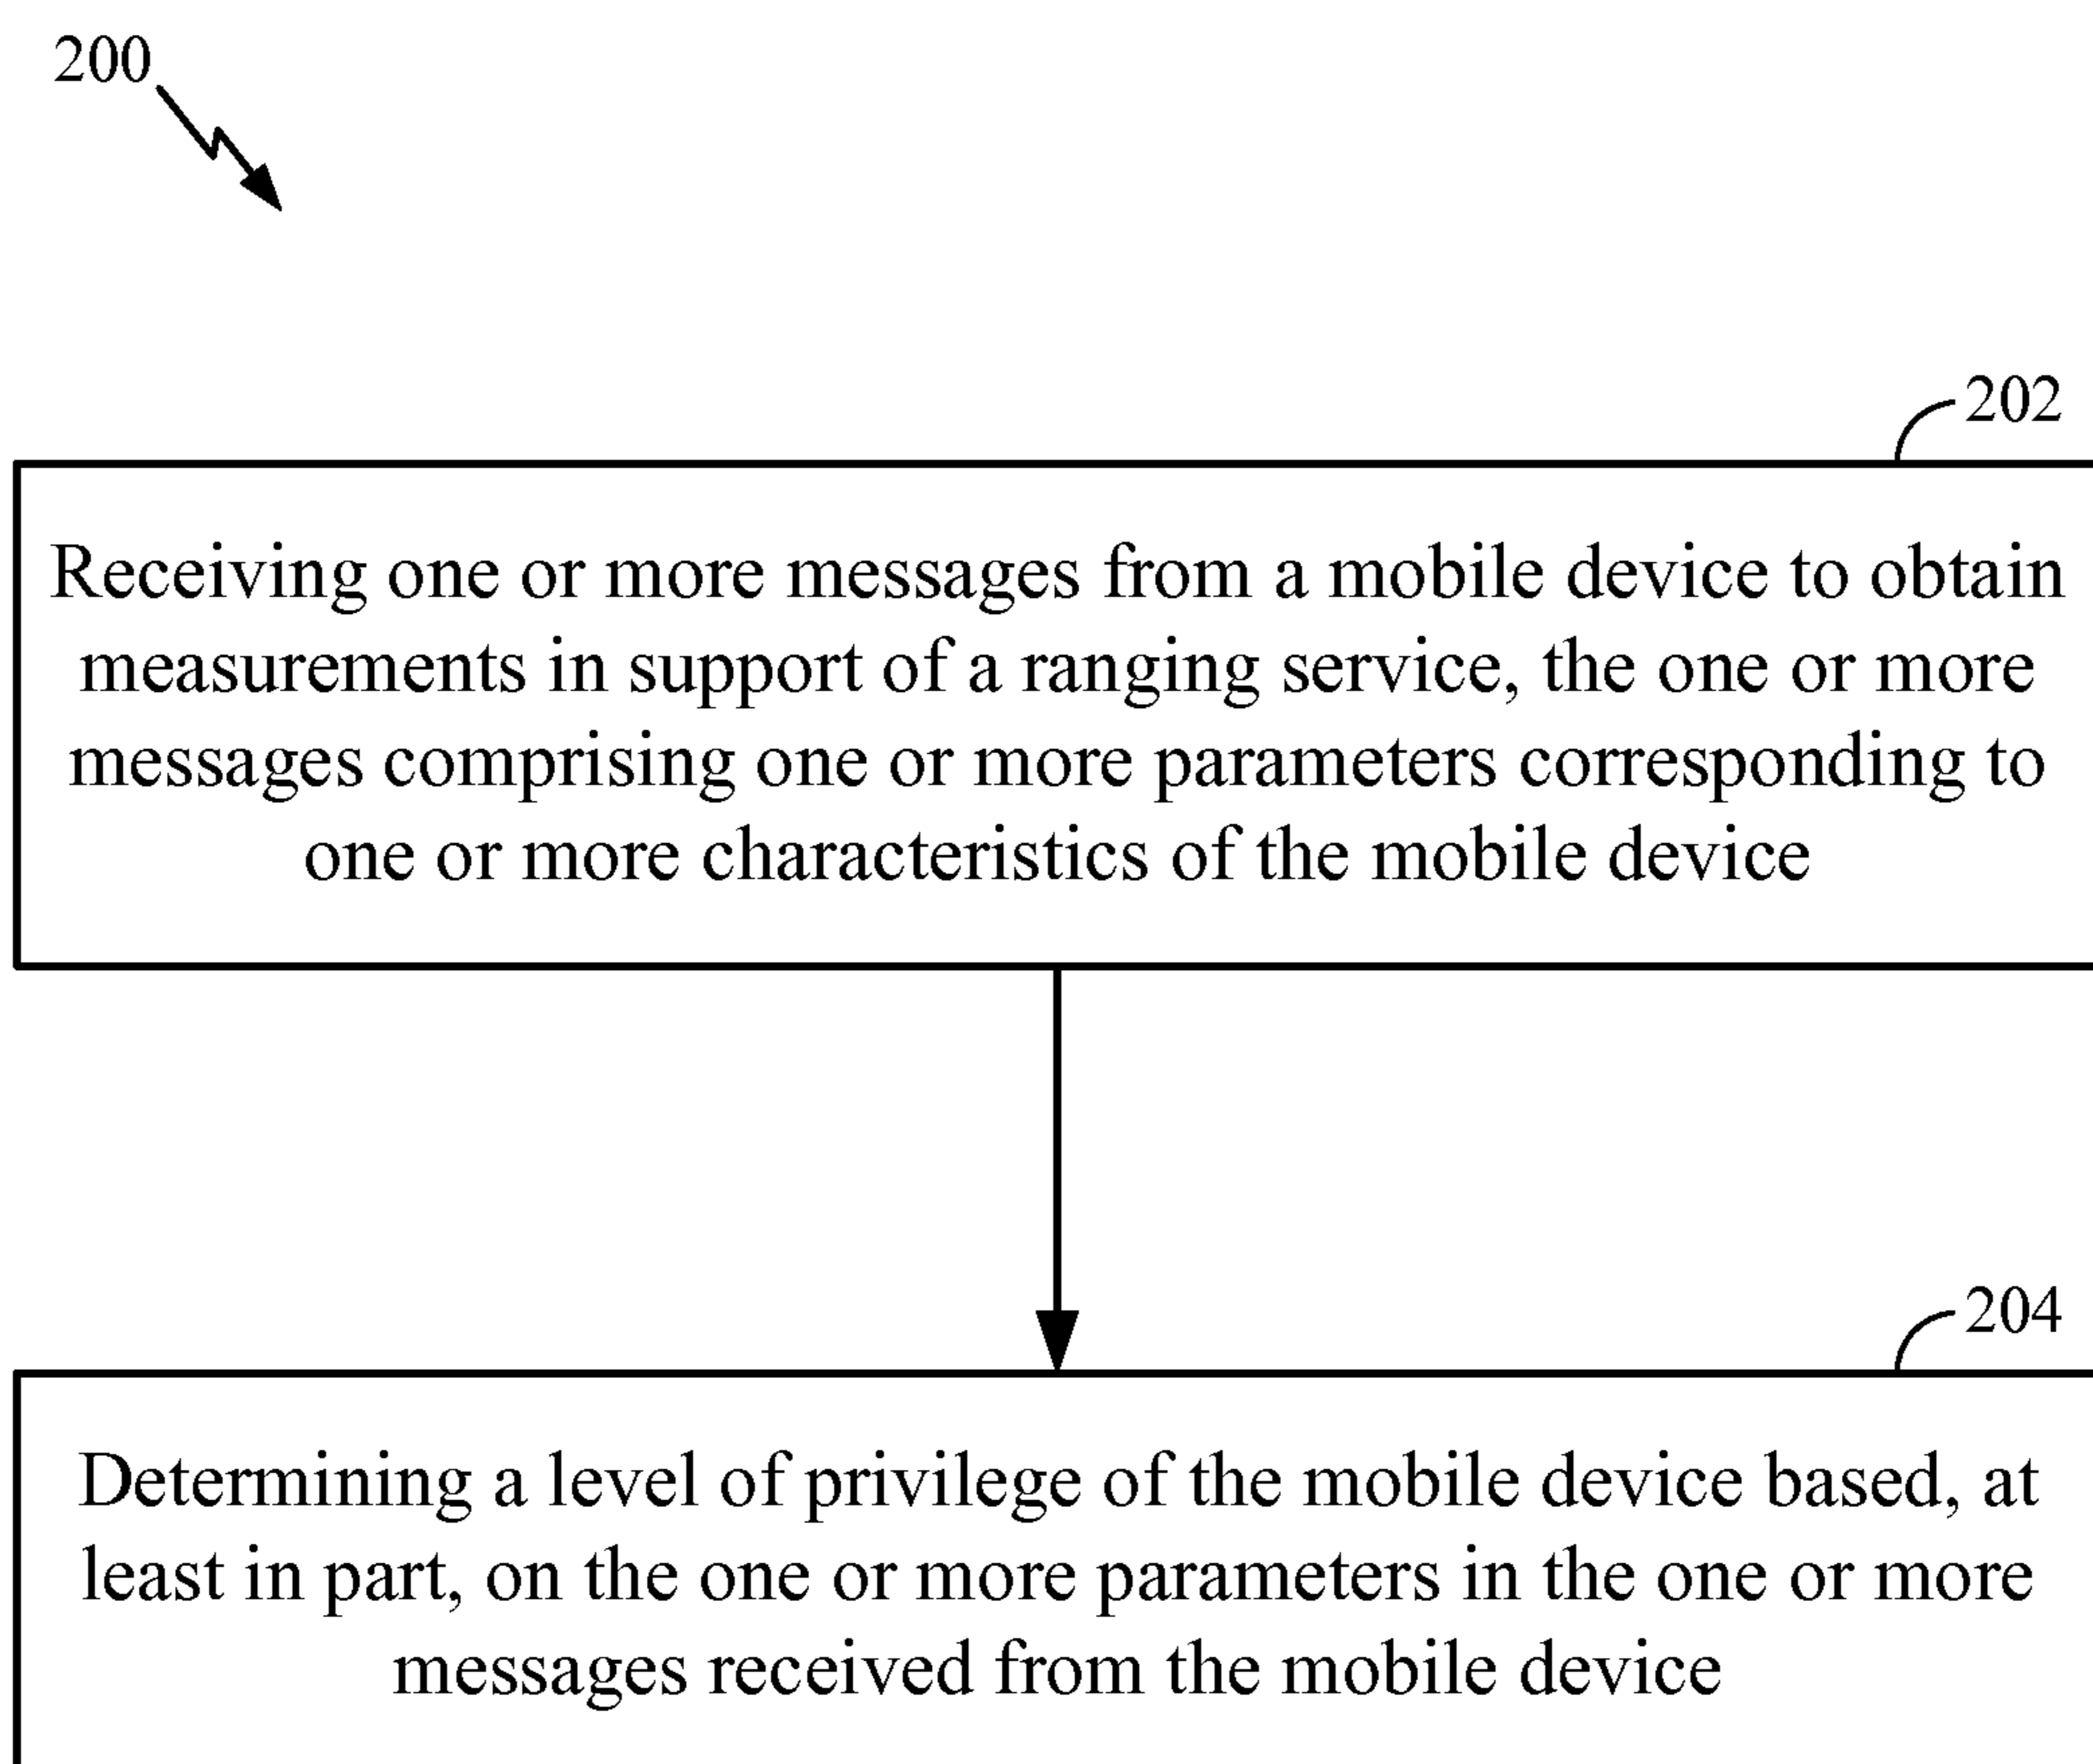 200
202
Receiving one or more messages from a mobile device to obtain
measurements in support of a ranging service, the one or more
messages comprising one or more parameters corresponding to
one or more characteristics of the mobile device
204
Determining a level of privilege of the mobile device based, at
least in part, on the one or more parameters in the one or more
messages received from the mobile device